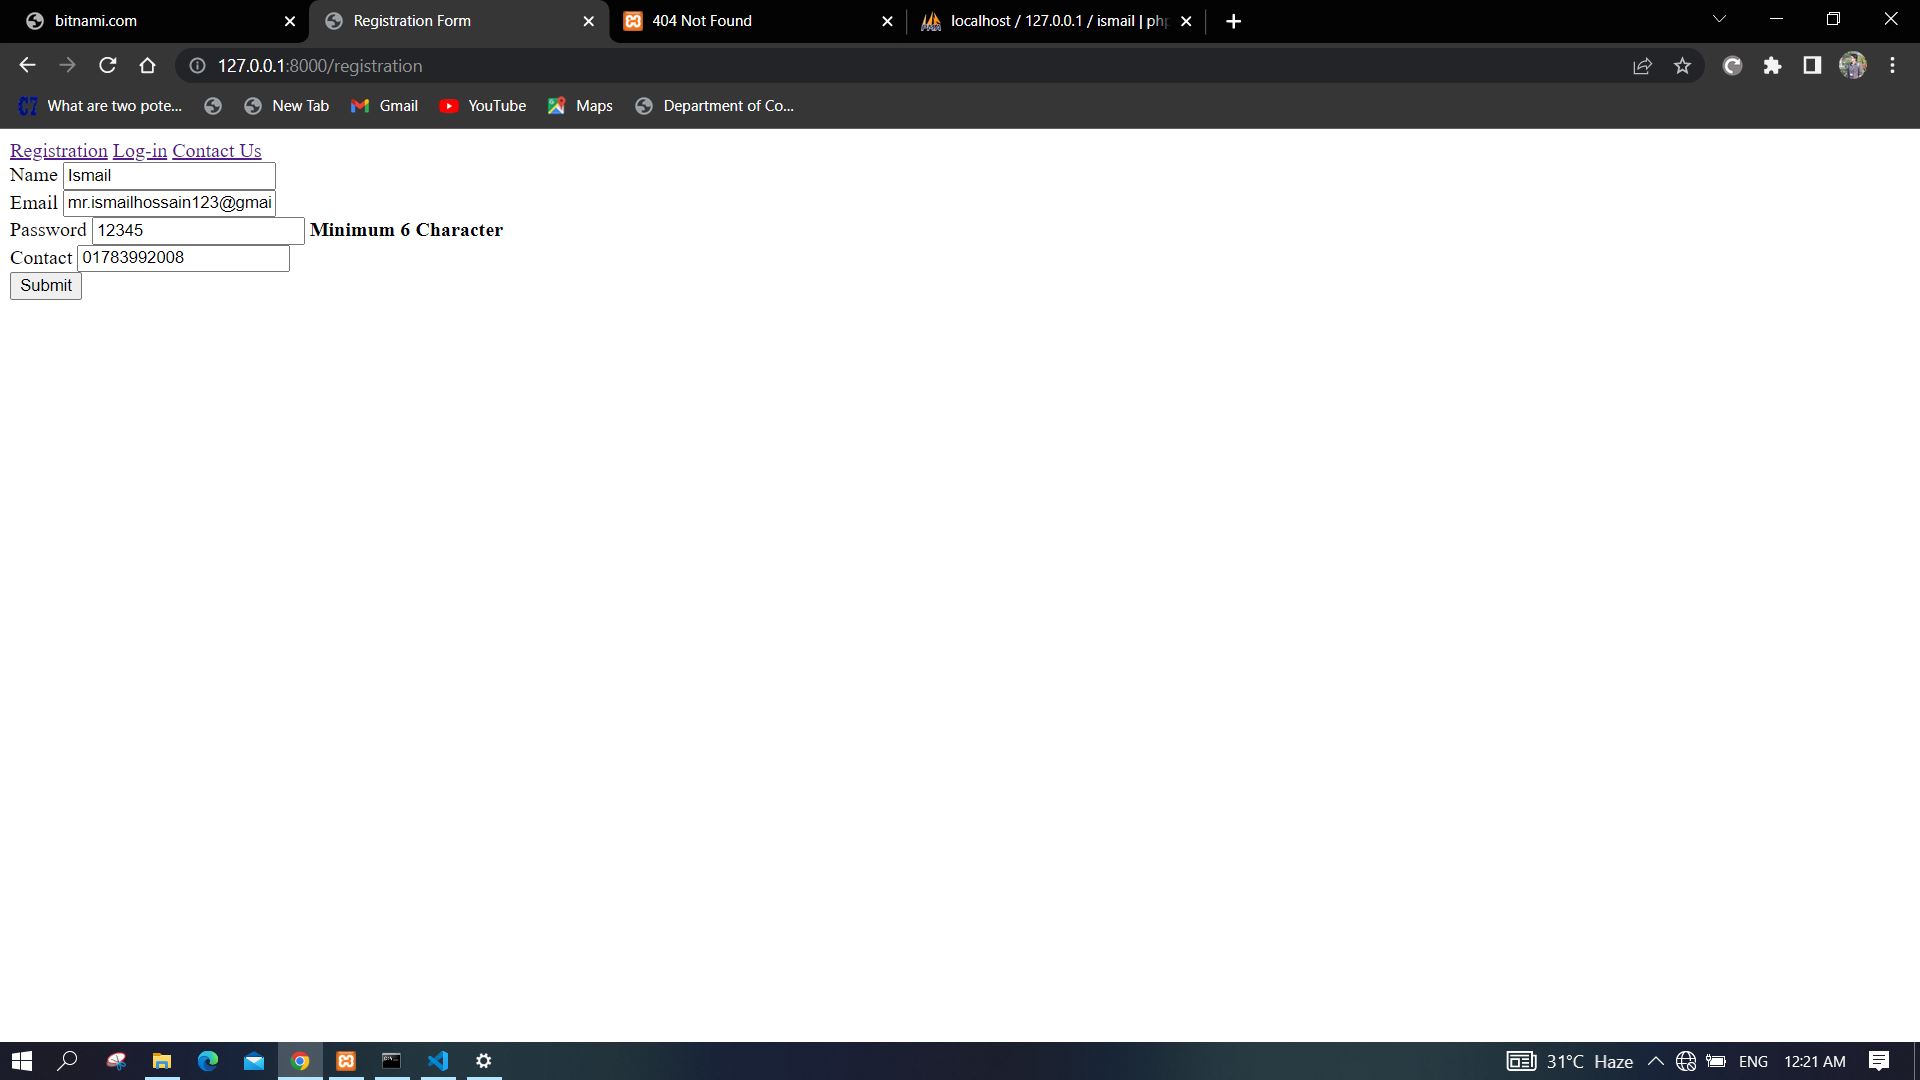 bitnami.com
Registration Form
404 Not Found
localhost / 127.0.0.1 / ismail | php
127.0.0.1:8000/registration
What are two pote...
New Tab
Gmail
YouTube
Maps
Department of Co...
Registration Log-in Contact Us
Name Ismail
Email mr.ismailhossain123@gmai
Password 12345 Minimum 6 Character
Contact 01783992008
Submit
31°C Haze
ENG
12:21 AM